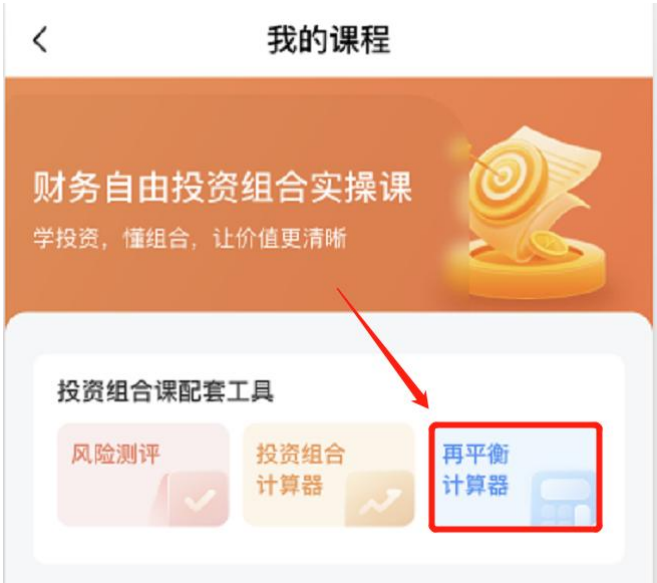 我的课程
财务自由投资组合实操课
学投资，懂组合，让价值更清晰
投资组合课配套工具
风险测评
投资组合
计算器
再平衡
计算器